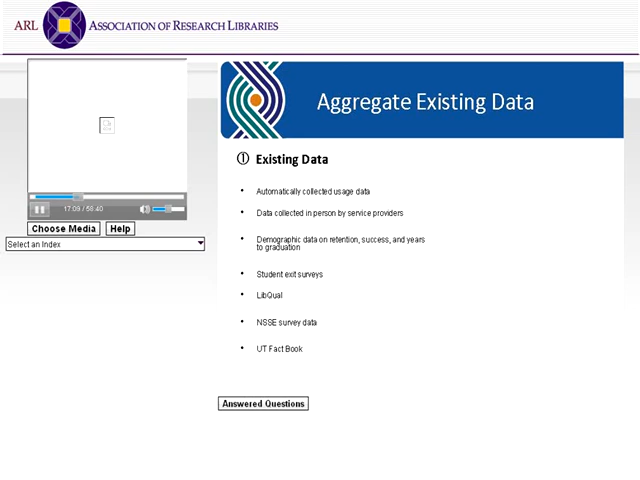 ARL ASSOCIATION OF RESEARCH LIBRARIES
Aggregate Existing Data
① Existing Data
• Automatically collected usage data
• Data collected in person by service providers
• Demographic data on retention, success, and years
to graduation
• Student exit surveys
• LibQual
• NSSE survey data
• UT Fact Book
17:09 / 58:40
Choose Media Help
Select an Index
Answered Questions